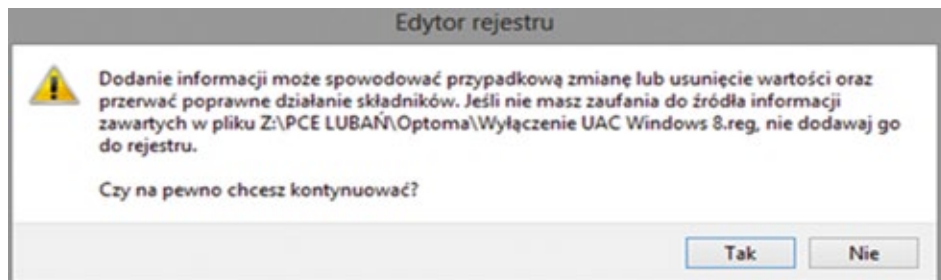 Edytor rejestru
Dodanie informacji może spowodować przypadkową zmianę lub usunięcie wartości oraz
przerwać poprawne działanie składników. Jeśli nie masz zaufania do źródła informacji
zawartych w pliku Z:\PCE LUBAŃ\Optoma\Wyłączenie UAC Windows 8.reg, nie dodawaj go
do rejestru.
Czy na pewno chcesz kontynuować?
Tak Nie